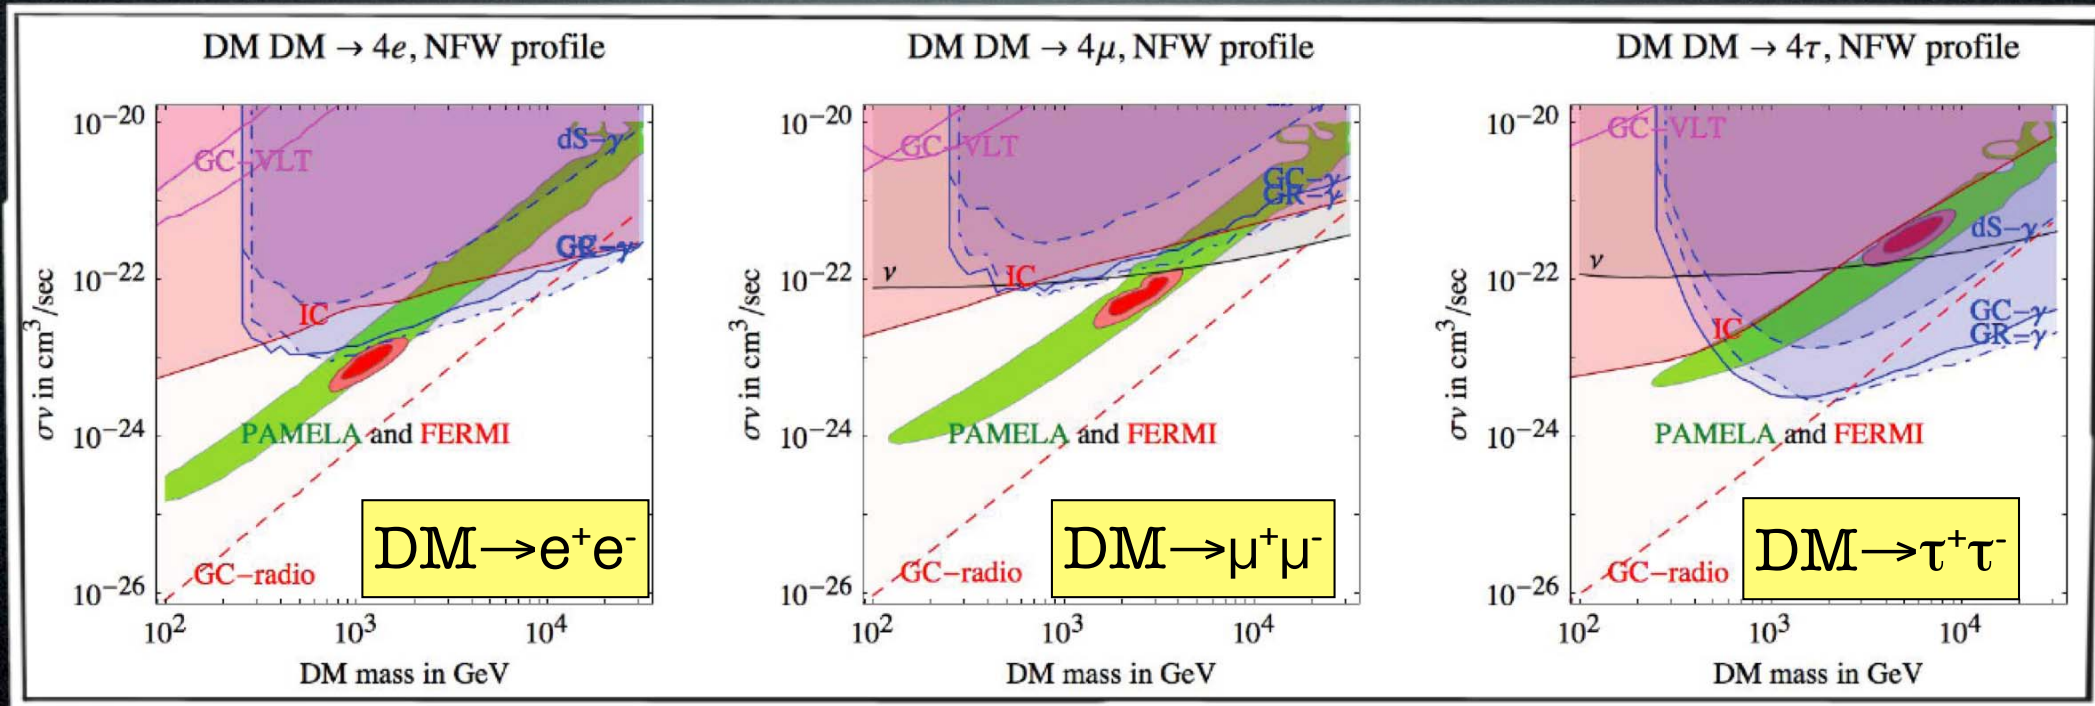 DM DM → 4e, NFW profile
10⁻²⁰
10⁻²²
10⁻²⁴
10⁻²⁶
σv in cm³/sec
GC−VLT
dS−γ
GR−γ
IC
PAMELA and FERMI
GC−radio
DM→e⁺e⁻
10² 10³ 10⁴
DM mass in GeV
DM DM → 4μ, NFW profile
10⁻²⁰
10⁻²²
10⁻²⁴
10⁻²⁶
σv in cm³/sec
GC−VLT
GC−γ
GR−γ
ν
IC
PAMELA and FERMI
GC−radio
DM→μ⁺μ⁻
10² 10³ 10⁴
DM mass in GeV
DM DM → 4τ, NFW profile
10⁻²⁰
10⁻²²
10⁻²⁴
10⁻²⁶
σv in cm³/sec
GC−VLT
dS−γ
ν
GC−γ
IC
GR−γ
PAMELA and FERMI
GC−radio
DM→τ⁺τ⁻
10² 10³ 10⁴
DM mass in GeV